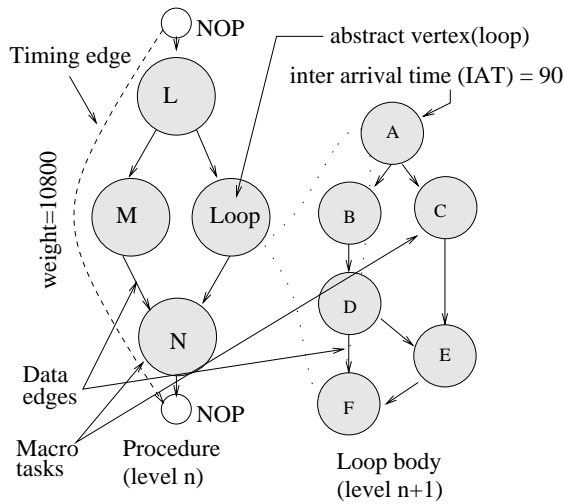 NOP
abstract vertex(loop)
Timing edge
inter arrival time (IAT) = 90
L
A
weight=10800
M
Loop
B
C
D
N
E
Data
edges
F
NOP
Macro
tasks
Procedure
(level n)
Loop body
(level n+1)